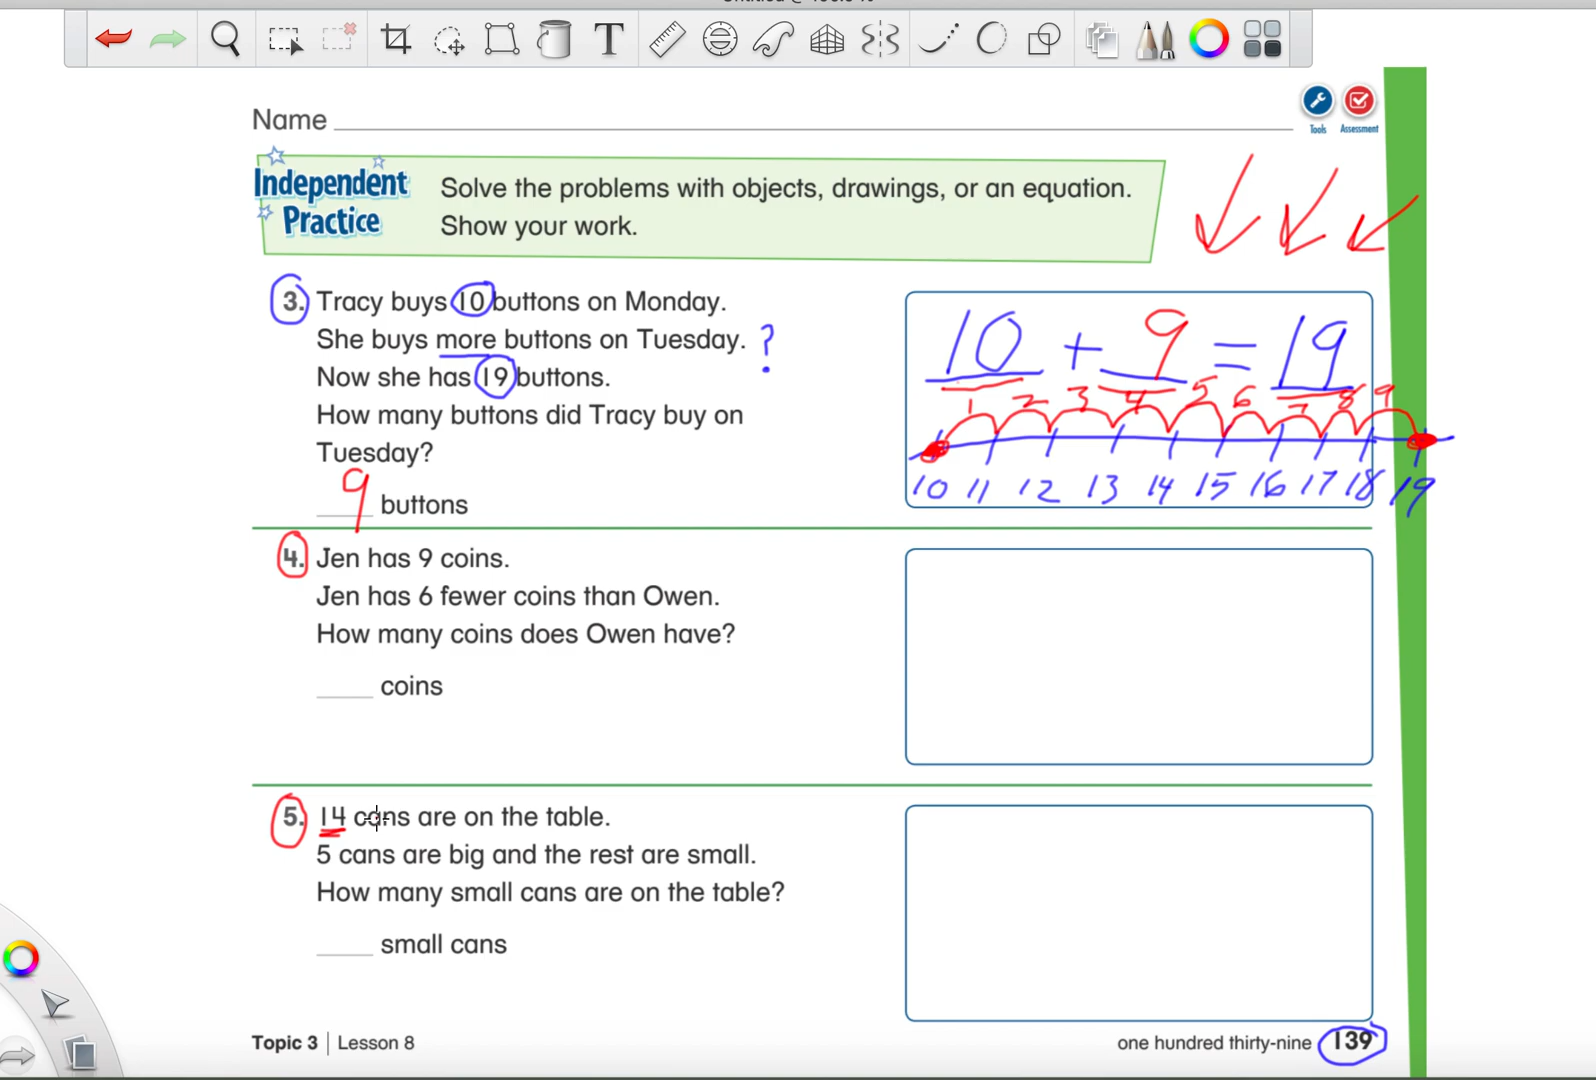 Name
Tools Assessment
Independent Practice
Solve the problems with objects, drawings, or an equation.
Show your work.
3. Tracy buys 10 buttons on Monday.
She buys more buttons on Tuesday. ?
Now she has 19 buttons.
How many buttons did Tracy buy on
Tuesday?
9 buttons
10 + 9 = 19
1 2 3 4 5 6 7 8 9
10 11 12 13 14 15 16 17 18 19
4. Jen has 9 coins.
Jen has 6 fewer coins than Owen.
How many coins does Owen have?
____ coins
5. 14 cans are on the table.
5 cans are big and the rest are small.
How many small cans are on the table?
____ small cans
Topic 3 | Lesson 8
one hundred thirty-nine 139